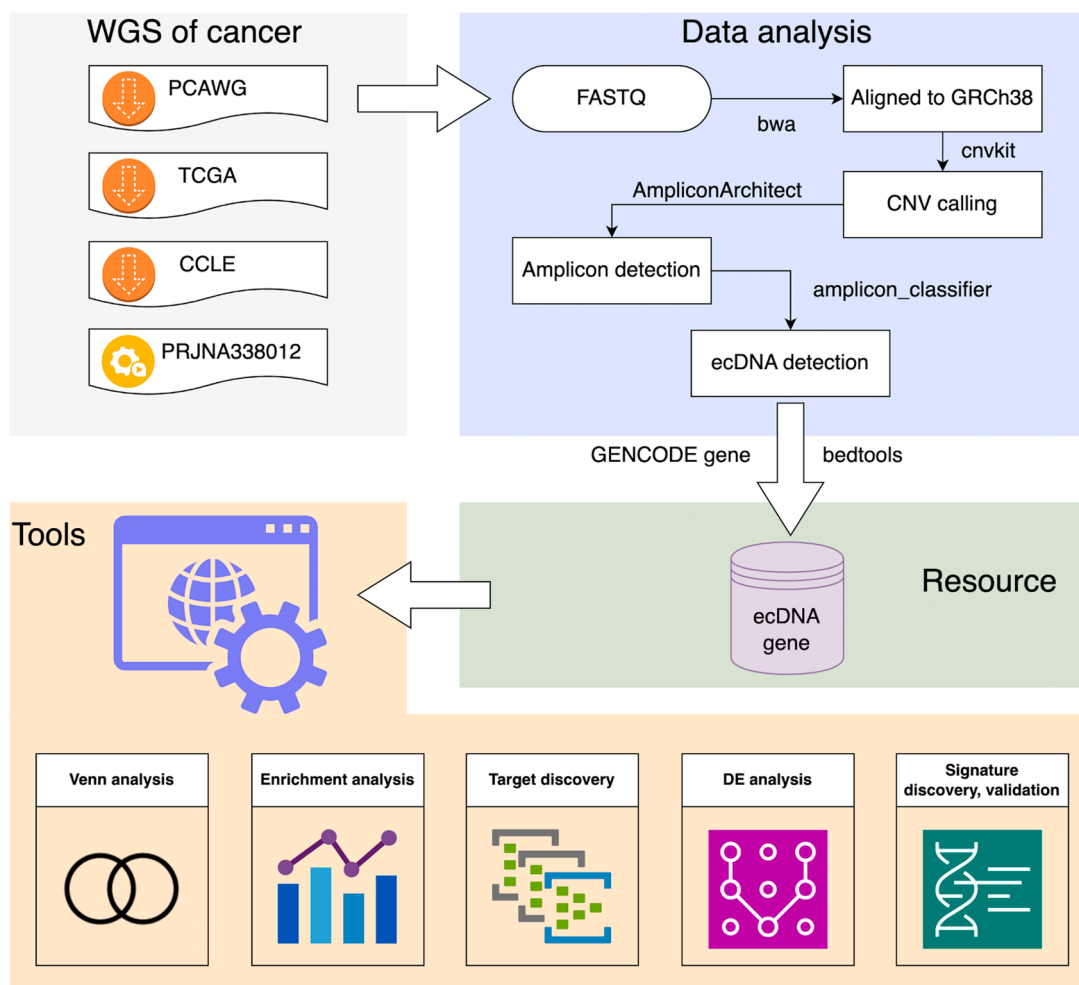 WGS of cancer
PCAWG
TCGA
CCLE
PRJNA338012
Data analysis
FASTQ
bwa
Aligned to GRCh38
cnvkit
CNV calling
AmpliconArchitect
Amplicon detection
amplicon_classifier
ecDNA detection
GENCODE gene
bedtools
Resource
ecDNA
gene
Tools
Venn analysis
Enrichment analysis
Target discovery
DE analysis
Signature
discovery, validation